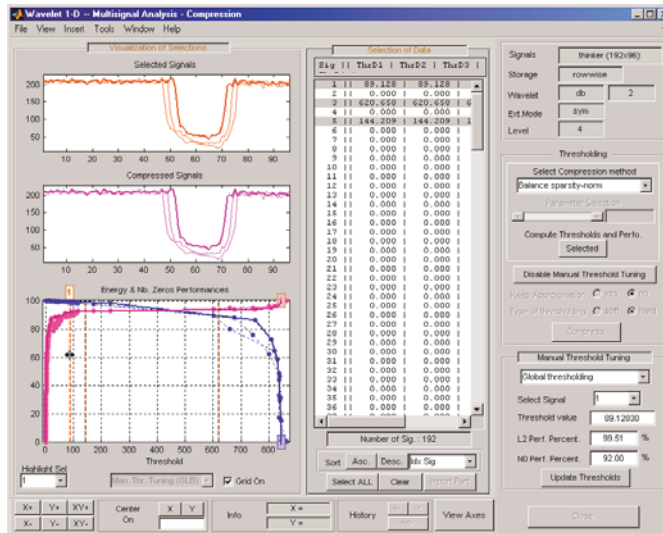 Wavelet 1-D -- Multisignal Analysis - Compression
File View Insert Tools Window Help
Visualization of Selections
Selected Signals
200
150
100
50
10 20 30 40 50 60 70 80 90
Compressed Signals
200
150
100
50
10 20 30 40 50 60 70 80 90
Energy & Nb. Zeros Performances
1
100
80
60
40
20
0
0 100 200 300 400 500 600 700 800
Threshold
Highlight Sel
1
Man. Thr. Tuning (GLB)
Grid On
Selection of Data
Sig || ThrD1 | ThrD2 | ThrD3 |
1 || 89.128 | 89.128 |
2 || 0.000 | 0.000 |
3 || 620.658 | 620.658 | 6
4 || 0.000 | 0.000 |
5 || 144.209 | 144.209 | 1
6 || 0.000 | 0.000 |
7 || 0.000 | 0.000 |
8 || 0.000 | 0.000 |
9 || 0.000 | 0.000 |
10 || 0.000 | 0.000 |
11 || 0.000 | 0.000 |
12 || 0.000 | 0.000 |
13 || 0.000 | 0.000 |
14 || 0.000 | 0.000 |
15 || 0.000 | 0.000 |
16 || 0.000 | 0.000 |
17 || 0.000 | 0.000 |
18 || 0.000 | 0.000 |
19 || 0.000 | 0.000 |
20 || 0.000 | 0.000 |
21 || 0.000 | 0.000 |
22 || 0.000 | 0.000 |
23 || 0.000 | 0.000 |
24 || 0.000 | 0.000 |
25 || 0.000 | 0.000 |
26 || 0.000 | 0.000 |
27 || 0.000 | 0.000 |
28 || 0.000 | 0.000 |
29 || 0.000 | 0.000 |
30 || 0.000 | 0.000 |
31 || 0.000 | 0.000 |
32 || 0.000 | 0.000 |
33 || 0.000 | 0.000 |
34 || 0.000 | 0.000 |
35 || 0.000 | 0.000 |
36 || 0.000 | 0.000 |
Number of Sig. : 192
Sort Asc. Desc. Idx Sig
Select ALL Clear Import Part.
Signals thinker (192x96)
Storage rowwise
Wavelet db 2
Ext.Mode sym
Level 4
Thresholding
Select Compression method
Balance sparsity-norm
Parameter Selection
Compute Thresholds and Perfo.
Selected
Disable Manual Threshold Tuning
Keep Approximation yes no
Type of thresholding soft hard
Compress
Manual Threshold Tuning
Global thresholding
Select Signal 1
Threshold value 89.12830
L2 Perf. Percent. 99.51 %
N0 Perf. Percent. 92.00 %
Update Thresholds
X+ Y+ XY+
X- Y- XY-
Center On X Y
Info X = Y =
History <- -> <<-
View Axes
Close